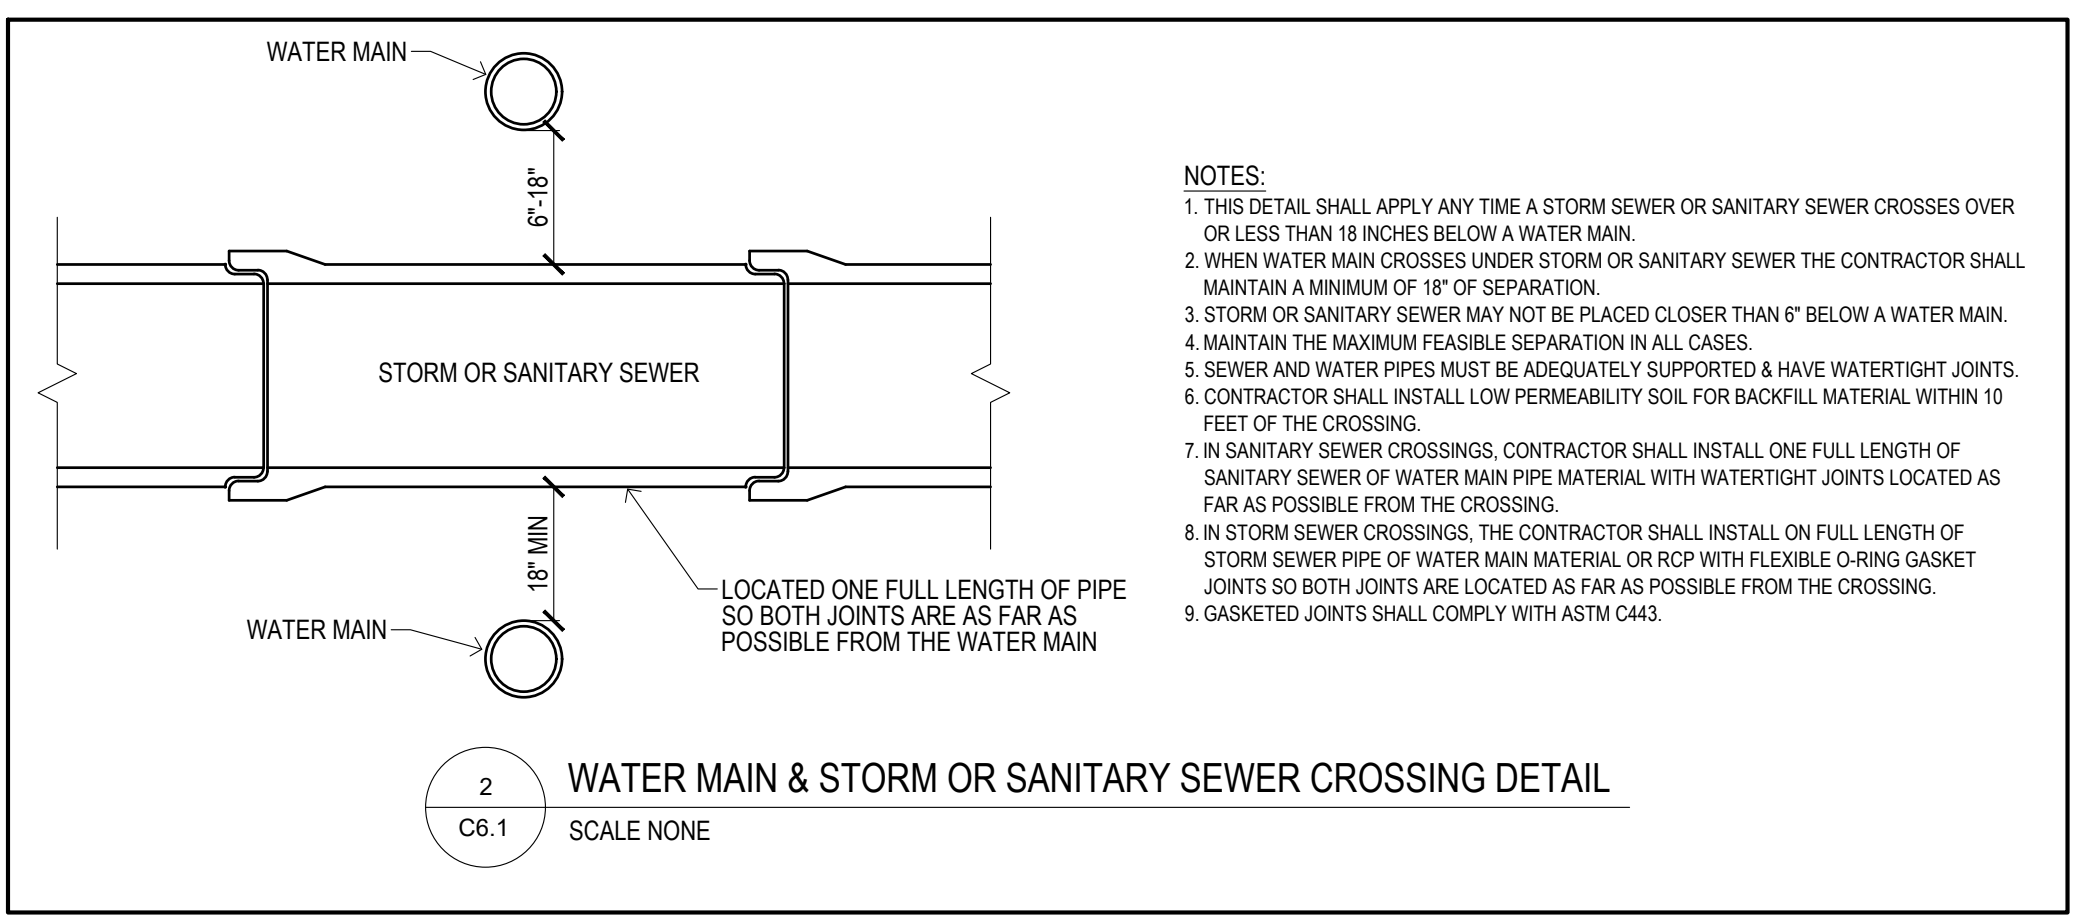 WATER MAIN
6"-18"
STORM OR SANITARY SEWER
18" MIN
LOCATED ONE FULL LENGTH OF PIPE
SO BOTH JOINTS ARE AS FAR AS
POSSIBLE FROM THE WATER MAIN
WATER MAIN
NOTES:
1. THIS DETAIL SHALL APPLY ANY TIME A STORM SEWER OR SANITARY SEWER CROSSES OVER
OR LESS THAN 18 INCHES BELOW A WATER MAIN.
2. WHEN WATER MAIN CROSSES UNDER STORM OR SANITARY SEWER THE CONTRACTOR SHALL
MAINTAIN A MINIMUM OF 18" OF SEPARATION.
3. STORM OR SANITARY SEWER MAY NOT BE PLACED CLOSER THAN 6" BELOW A WATER MAIN.
4. MAINTAIN THE MAXIMUM FEASIBLE SEPARATION IN ALL CASES.
5. SEWER AND WATER PIPES MUST BE ADEQUATELY SUPPORTED & HAVE WATERTIGHT JOINTS.
6. CONTRACTOR SHALL INSTALL LOW PERMEABILITY SOIL FOR BACKFILL MATERIAL WITHIN 10
FEET OF THE CROSSING.
7. IN SANITARY SEWER CROSSINGS, CONTRACTOR SHALL INSTALL ONE FULL LENGTH OF
SANITARY SEWER OF WATER MAIN PIPE MATERIAL WITH WATERTIGHT JOINTS LOCATED AS
FAR AS POSSIBLE FROM THE CROSSING.
8. IN STORM SEWER CROSSINGS, THE CONTRACTOR SHALL INSTALL ON FULL LENGTH OF
STORM SEWER PIPE OF WATER MAIN MATERIAL OR RCP WITH FLEXIBLE O-RING GASKET
JOINTS SO BOTH JOINTS ARE LOCATED AS FAR AS POSSIBLE FROM THE CROSSING.
9. GASKETED JOINTS SHALL COMPLY WITH ASTM C443.
2
C6.1
WATER MAIN & STORM OR SANITARY SEWER CROSSING DETAIL
SCALE NONE